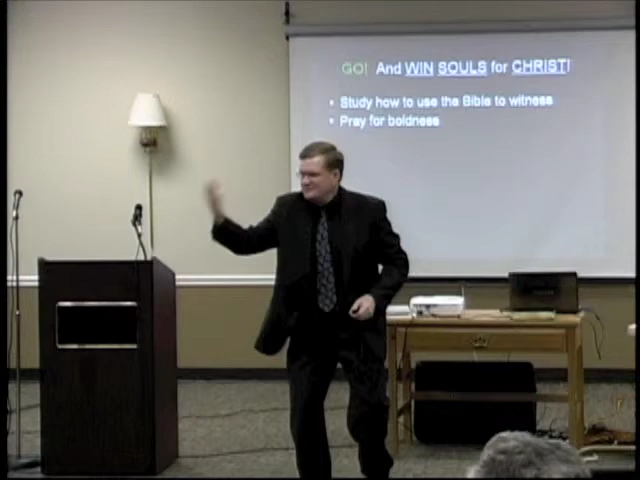 GO! And WIN SOULS for CHRIST!
• Study how to use the Bible to witness
• Pray for boldness